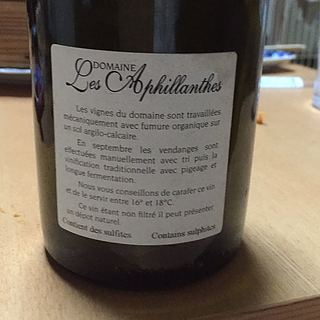 DOMAINE
Les Aphillanthes
Les vignes du domaine sont travaillées
mécaniquement avec fumure organique sur
un sol argilo-calcaire.
En septembre les vendanges sont
effectuées manuellement avec tri puis la
vinification traditionnelle avec pigeage et
longue fermentation.
Nous vous conseillons de carafer ce vin
et de le servir entre 16° et 18°C.
Ce vin étant non filtré il peut présenter
un dépot naturel.
Contient des sulfites Contains sulphites